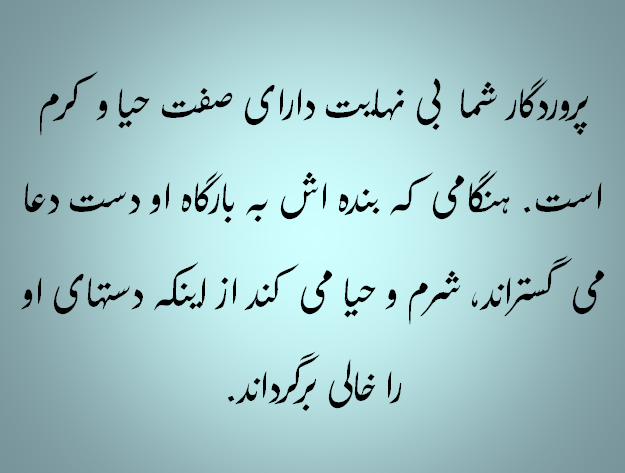 پروردگار شما بی نهایت دارای صفت حیا و کرم
است. هنگامی که بنده اش به بارگاه او دست دعا
می گستراند، شرم و حیا می کند از اینکه دستهای او
را خالی برگرداند.